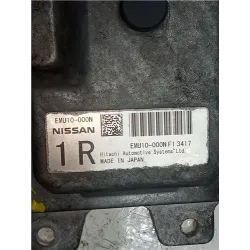 EMU10-000N
NISSAN
1R
EMU10-000N F1 3417
Hitachi Automotive Systems Ltd.
MADE IN JAPAN